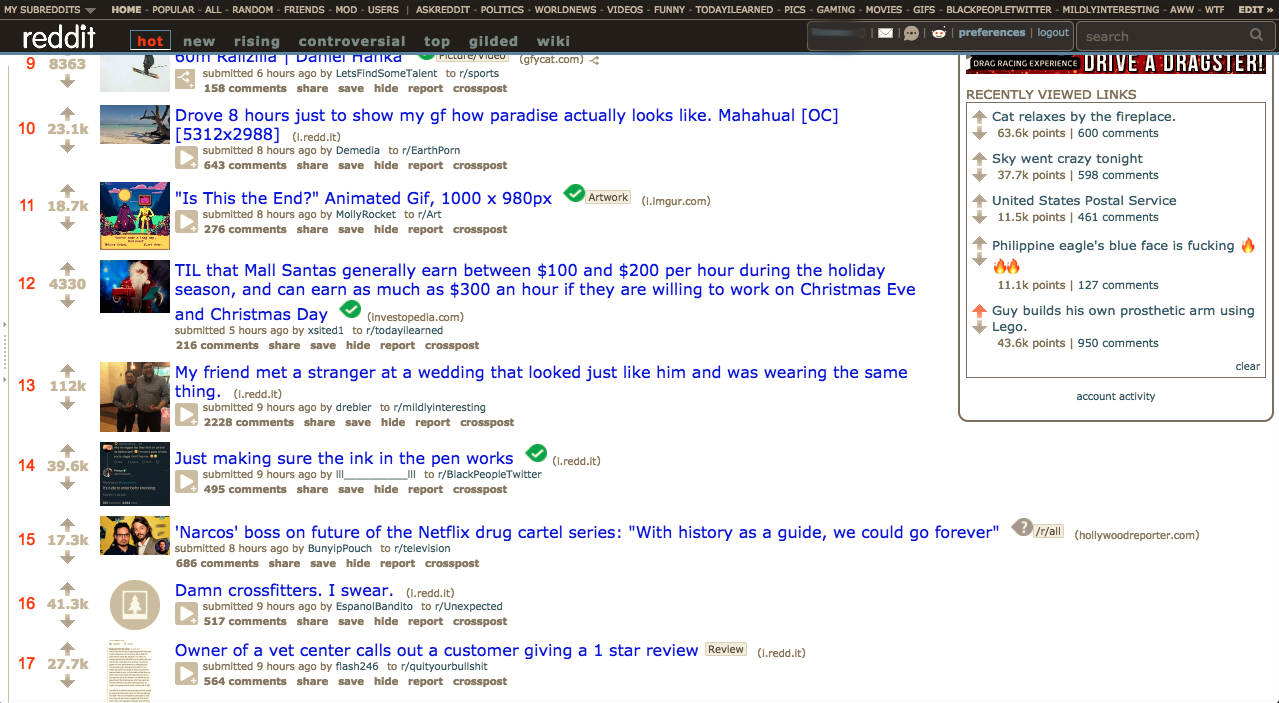 MY SUBREDDITS HOME - POPULAR - ALL - RANDOM - FRIENDS - MOD - USERS | ASKREDDIT - POLITICS - WORLDNEWS - VIDEOS - FUNNY - TODAYILEARNED - PICS - GAMING - MOVIES - GIFS - BLACKPEOPLETWITTER - MILDLYINTERESTING - AWW - WTF EDIT »
reddit hot new rising controversial top gilded wiki
| preferences | logout
search
9
8363
60m Railzilla | Daniel Hanka Picture/Video (gfycat.com)
submitted 6 hours ago by LetsFindSomeTalent to r/sports
158 comments share save hide report crosspost
10
23.1k
Drove 8 hours just to show my gf how paradise actually looks like. Mahahual [OC]
[5312x2988] (i.redd.it)
submitted 8 hours ago by Demedia to r/EarthPorn
643 comments share save hide report crosspost
11
18.7k
"Is This the End?" Animated Gif, 1000 x 980px Artwork (i.imgur.com)
submitted 8 hours ago by MollyRocket to r/Art
276 comments share save hide report crosspost
12
4330
TIL that Mall Santas generally earn between $100 and $200 per hour during the holiday
season, and can earn as much as $300 an hour if they are willing to work on Christmas Eve
and Christmas Day (investopedia.com)
submitted 5 hours ago by xsited1 to r/todayilearned
216 comments share save hide report crosspost
13
112k
My friend met a stranger at a wedding that looked just like him and was wearing the same
thing. (i.redd.it)
submitted 9 hours ago by drebler to r/mildlyinteresting
2228 comments share save hide report crosspost
14
39.6k
Just making sure the ink in the pen works (i.redd.it)
submitted 9 hours ago by lll__________lll to r/BlackPeopleTwitter
495 comments share save hide report crosspost
15
17.3k
'Narcos' boss on future of the Netflix drug cartel series: "With history as a guide, we could go forever" /r/all (hollywoodreporter.com)
submitted 8 hours ago by BunyipPouch to r/television
686 comments share save hide report crosspost
16
41.3k
Damn crossfitters. I swear. (i.redd.it)
submitted 9 hours ago by EspanolBandito to r/Unexpected
517 comments share save hide report crosspost
17
27.7k
Owner of a vet center calls out a customer giving a 1 star review Review (i.redd.it)
submitted 9 hours ago by flash246 to r/quityourbullshit
564 comments share save hide report crosspost
DRAG RACING EXPERIENCE DRIVE A DRAGSTER!
RECENTLY VIEWED LINKS
Cat relaxes by the fireplace.
63.6k points | 600 comments
Sky went crazy tonight
37.7k points | 598 comments
United States Postal Service
11.5k points | 461 comments
Philippine eagle's blue face is fucking 🔥
🔥🔥
11.1k points | 127 comments
Guy builds his own prosthetic arm using
Lego.
43.6k points | 950 comments
clear
account activity